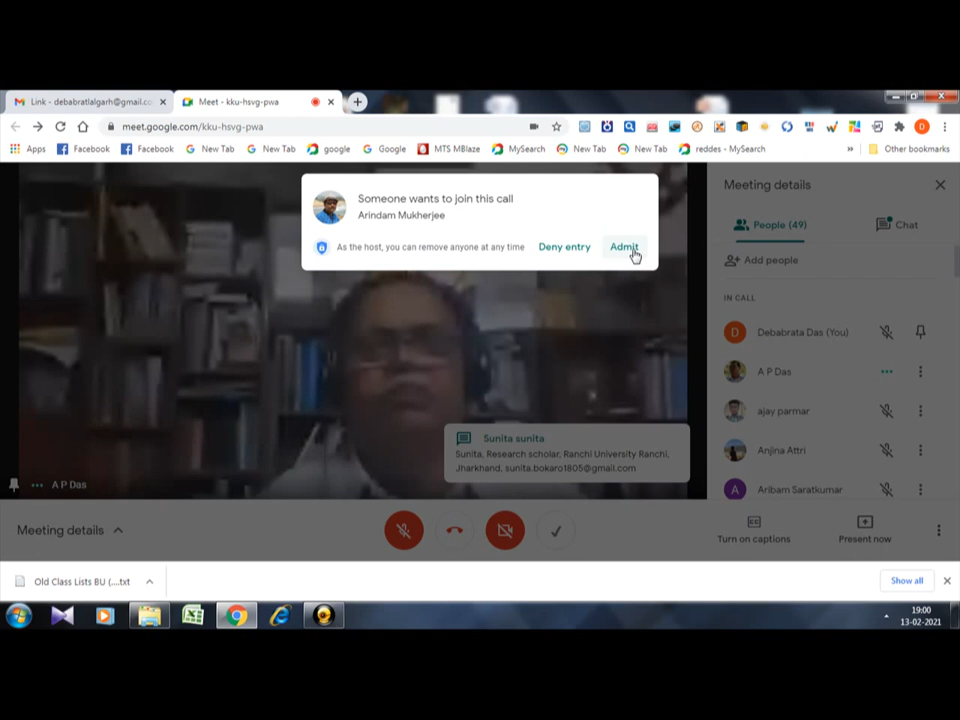 Link - debabratlalgarh@gmail.co
Meet - kku-hsvg-pwa
meet.google.com/kku-hsvg-pwa
Apps
Facebook
Facebook
New Tab
New Tab
google
Google
MTS MBlaze
MySearch
New Tab
New Tab
reddes - MySearch
»
Other bookmarks
Someone wants to join this call
Arindam Mukherjee
As the host, you can remove anyone at any time
Deny entry
Admit
Meeting details
People (49)
Chat
Add people
IN CALL
D Debabrata Das (You)
A P Das
ajay parmar
Anjina Attri
A Aribam Saratkumar
Sunita sunita
Sunita, Research scholar, Ranchi University Ranchi,
Jharkhand, sunita.bokaro1805@gmail.com
A P Das
Meeting details
Turn on captions
Present now
Old Class Lists BU (....txt
Show all
19:00
13-02-2021